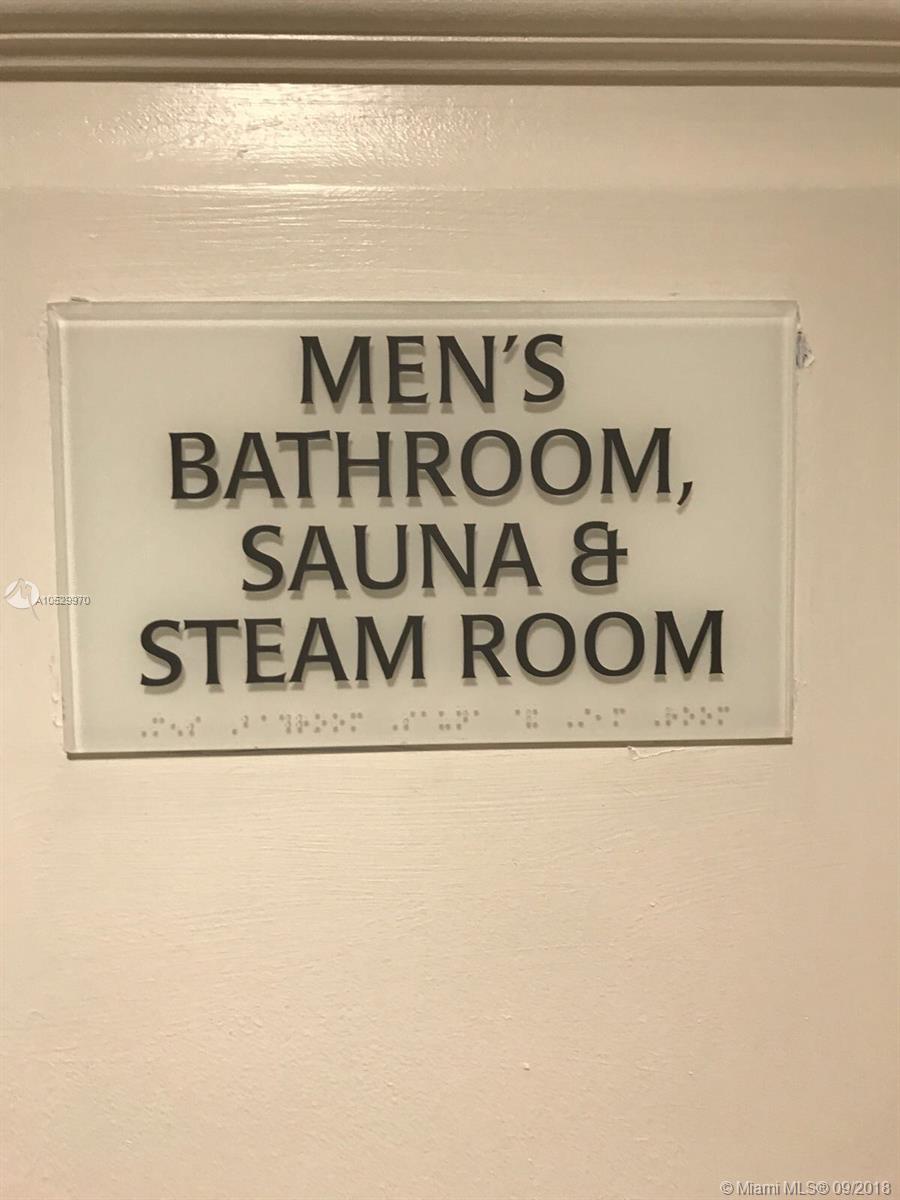 MEN'S
BATHROOM,
SAUNA &
STEAM ROOM
A10529970
© Miami MLS® 09/2018